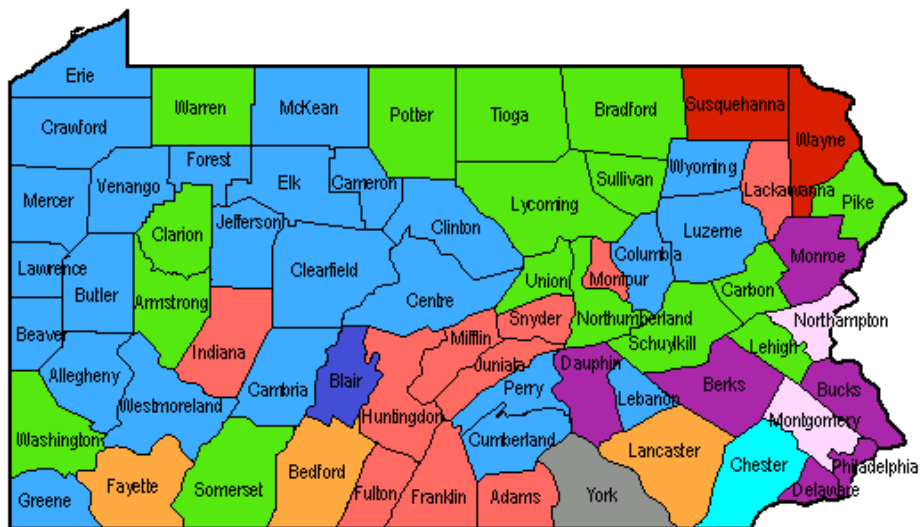 Erie
Warren
McKean
Potter
Tioga
Bradford
Susquehanna
Wayne
Crawford
Forest
Wyoming
Venango
Elk
Cameron
Sullivan
Lackawanna
Mercer
Lycoming
Pike
Jefferson
Clinton
Clarion
Columbia
Luzerne
Monroe
Lawrence
Clearfield
Union
Montur
Butler
Armstrong
Centre
Carbon
Northumberland
Northampton
Beaver
Snyder
Schuylkill
Lehigh
Indiana
Mifflin
Allegheny
Juniata
Dauphin
Blair
Cambria
Perry
Berks
Bucks
Westmoreland
Lebanon
Huntingdon
Montgomery
Washington
Cumberland
Lancaster
Bedford
Chester
Philadelphia
Fayette
Somerset
Delaware
Greene
Fulton
Franklin
Adams
York